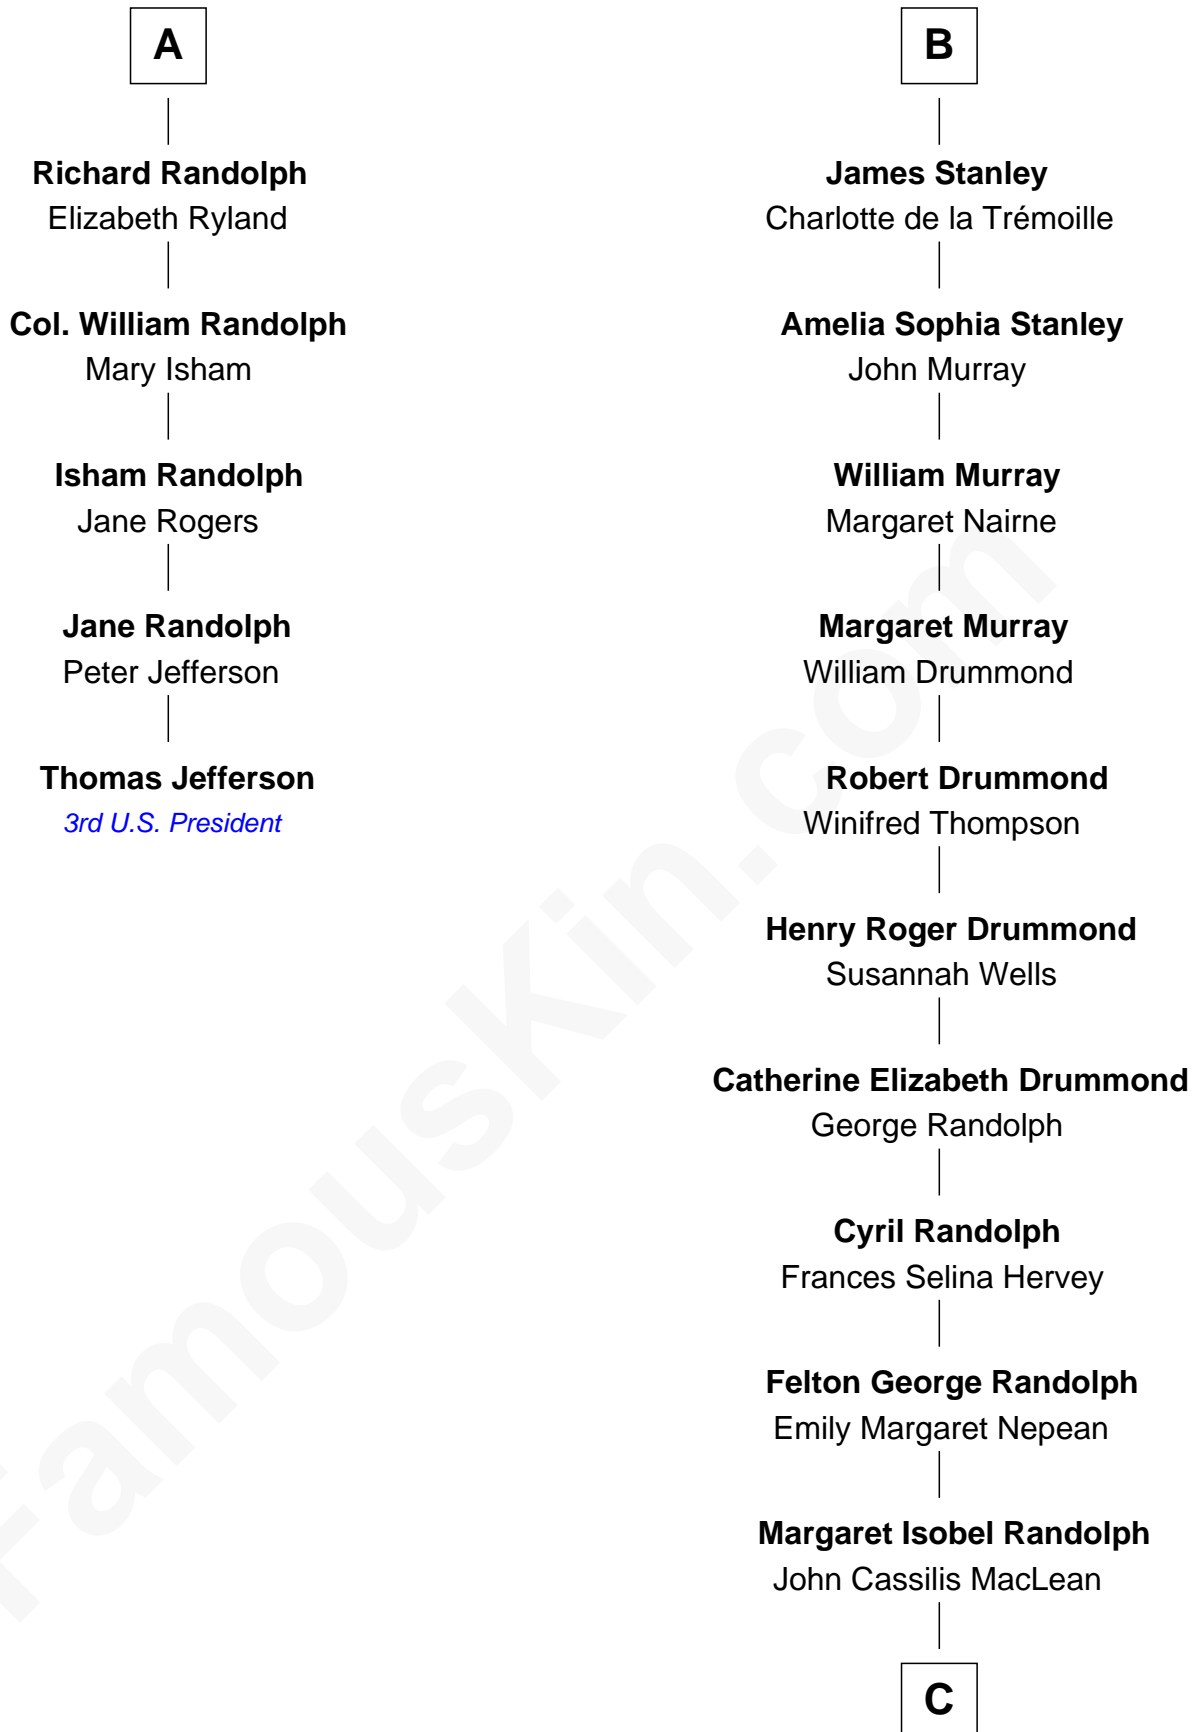 A
Richard Randolph
Elizabeth Ryland
Col. William Randolph
Mary Isham
Isham Randolph
Jane Rogers
Jane Randolph
Peter Jefferson
Thomas Jefferson
3rd U.S. President
B
James Stanley
Charlotte de la Trémoille
Amelia Sophia Stanley
John Murray
William Murray
Margaret Nairne
Margaret Murray
William Drummond
Robert Drummond
Winifred Thompson
Henry Roger Drummond
Susannah Wells
Catherine Elizabeth Drummond
George Randolph
Cyril Randolph
Frances Selina Hervey
Felton George Randolph
Emily Margaret Nepean
Margaret Isobel Randolph
John Cassilis MacLean
C
FamousKin.com